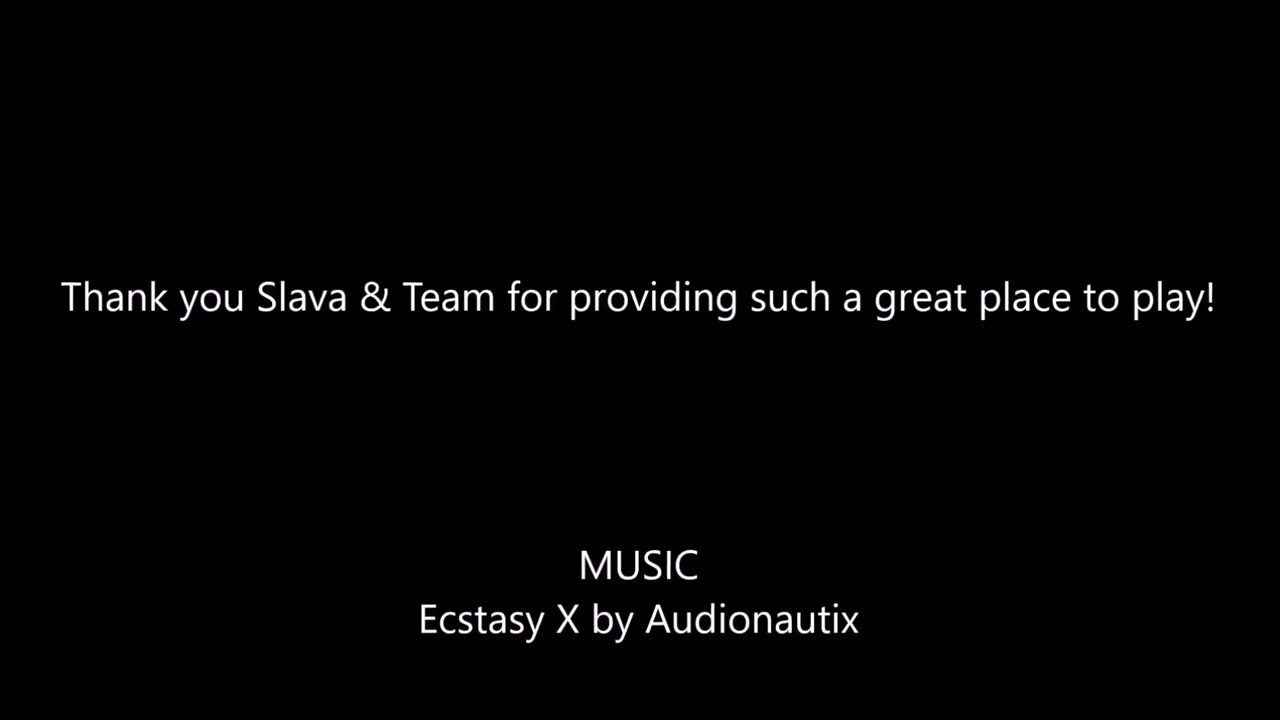 Thank you Slava & Team for providing such a great place to play!
MUSIC
Ecstasy X by Audionautix